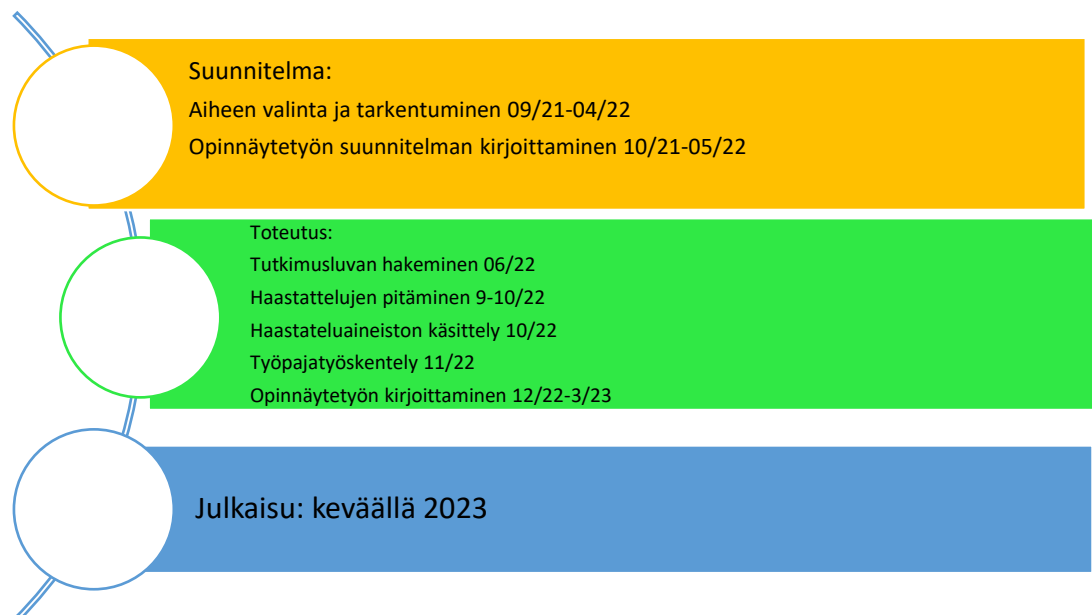 Suunnitelma:
Aiheen valinta ja tarkentuminen 09/21-04/22
Opinnäytetyön suunnitelman kirjoittaminen 10/21-05/22
Toteutus:
Tutkimusluvan hakeminen 06/22
Haastattelujen pitäminen 9-10/22
Haastateluaineiston käsittely 10/22
Työpajatyöskentely 11/22
Opinnäytetyön kirjoittaminen 12/22-3/23
Julkaisu: keväällä 2023